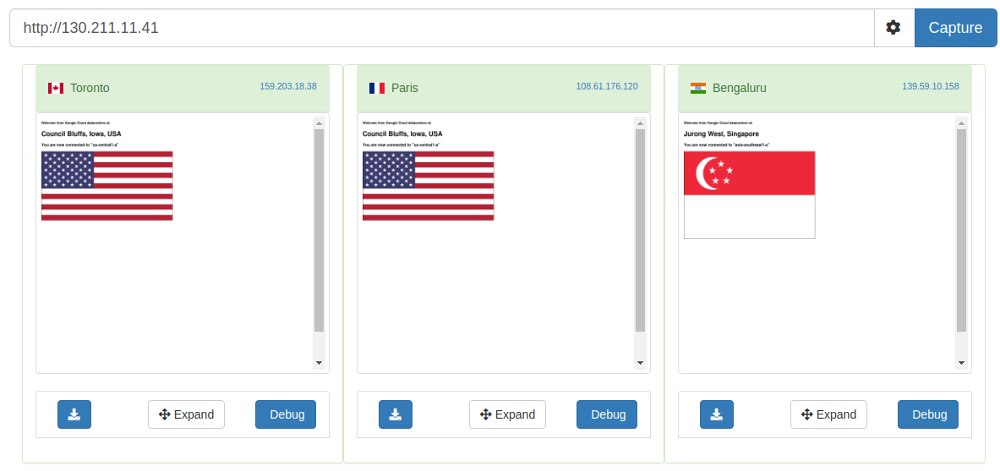 http://130.211.11.41
Capture
Toronto
159.203.18.38
Welcome from Google Cloud datacenters at:
Council Bluffs, Iowa, USA
You are now connected to "us-central1-a"
Expand
Debug
Paris
108.61.176.120
Welcome from Google Cloud datacenters at:
Council Bluffs, Iowa, USA
You are now connected to "us-central1-a"
Expand
Debug
Bengaluru
139.59.10.158
Welcome from Google Cloud datacenters at:
Jurong West, Singapore
You are now connected to "asia-southeast1-a"
Expand
Debug